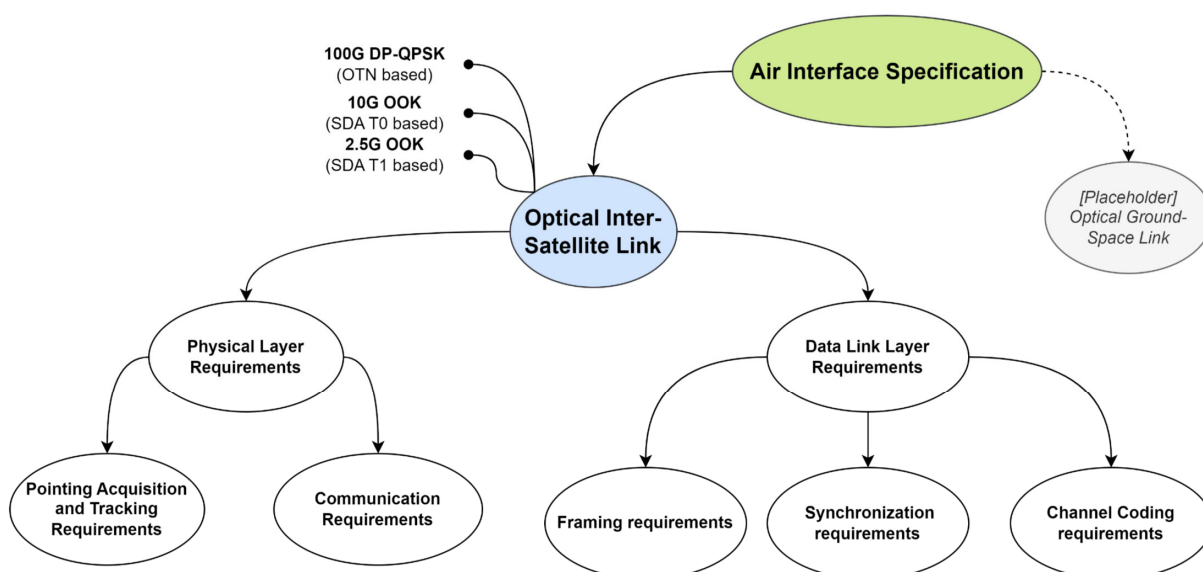 100G DP-QPSK
(OTN based)
10G OOK
(SDA T0 based)
2.5G OOK
(SDA T1 based)
Air Interface Specification
[Placeholder]
Optical Ground-
Space Link
Optical Inter-
Satellite Link
Physical Layer
Requirements
Data Link Layer
Requirements
Pointing Acquisition
and Tracking
Requirements
Communication
Requirements
Framing requirements
Synchronization
requirements
Channel Coding
requirements